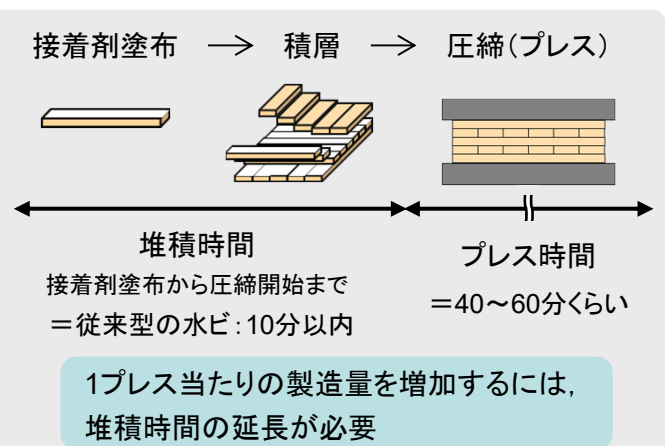 接着剤塗布 → 積層 → 圧締(プレス)
堆積時間
接着剤塗布から圧締開始まで
＝従来型の水ビ：10分以内
プレス時間
＝40～60分くらい
1プレス当たりの製造量を増加するには，
堆積時間の延長が必要